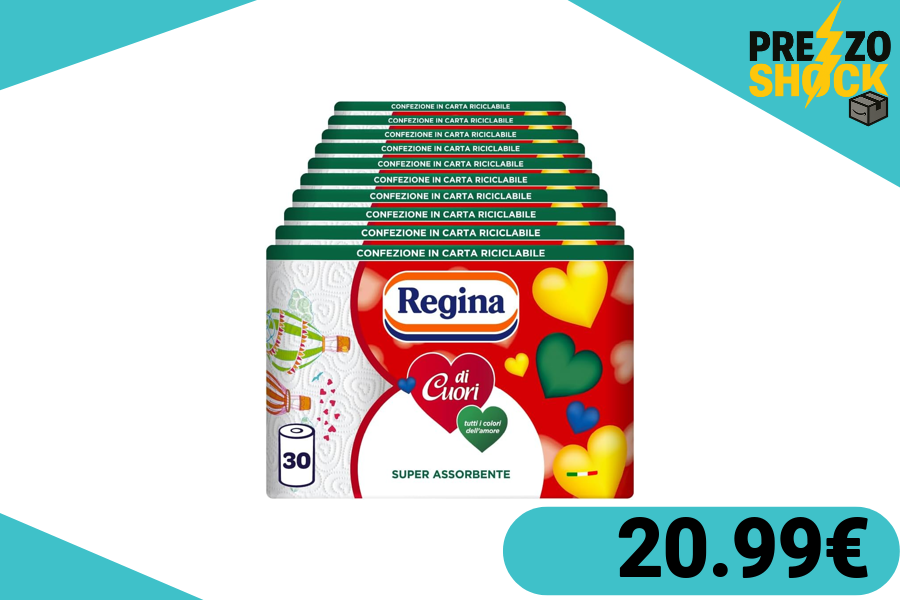 PREZZO
SHOCK
CONFEZIONE IN CARTA RICICLABILE
CONFEZIONE IN CARTA RICICLABILE
CONFEZIONE IN CARTA RICICLABILE
CONFEZIONE IN CARTA RICICLABILE
CONFEZIONE IN CARTA RICICLABILE
CONFEZIONE IN CARTA RICICLABILE
CONFEZIONE IN CARTA RICICLABILE
CONFEZIONE IN CARTA RICICLABILE
CONFEZIONE IN CARTA RICICLABILE
CONFEZIONE IN CARTA RICICLABILE
Regina
di
Cuori
tutti i colori
dell'amore
30
SUPER ASSORBENTE
20.99€